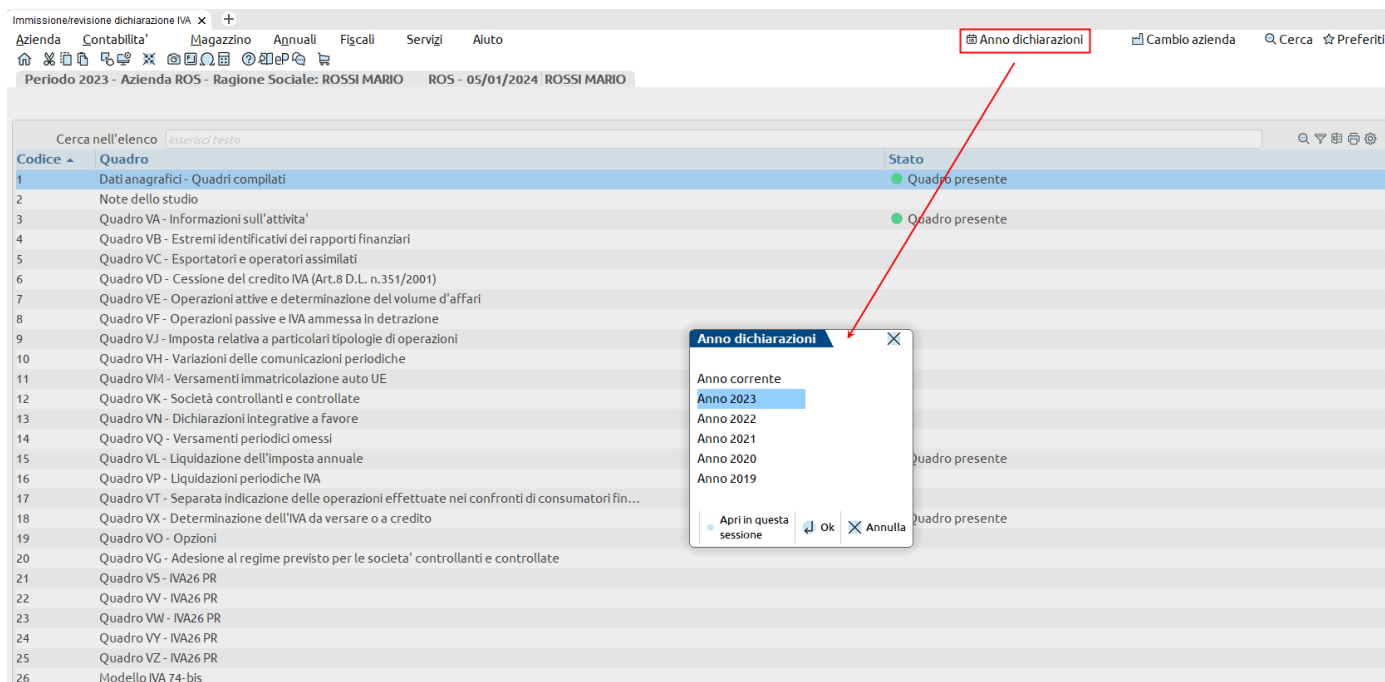 Immissione/revisione dichiarazione IVA
Azienda Contabilita' Magazzino Annuali Fiscali Servizi Aiuto Anno dichiarazioni Cambio azienda Cerca Preferiti
Periodo 2023 - Azienda ROS - Ragione Sociale: ROSSI MARIO ROS - 05/01/2024 ROSSI MARIO
Cerca nell'elenco Inserisci testo
Codice Quadro Stato
1 Dati anagrafici - Quadri compilati Quadro presente
2 Note dello studio
3 Quadro VA - Informazioni sull'attivita' Quadro presente
4 Quadro VB - Estremi identificativi dei rapporti finanziari
5 Quadro VC - Esportatori e operatori assimilati
6 Quadro VD - Cessione del credito IVA (Art.8 D.L. n.351/2001)
7 Quadro VE - Operazioni attive e determinazione del volume d'affari
8 Quadro VF - Operazioni passive e IVA ammessa in detrazione
9 Quadro VJ - Imposta relativa a particolari tipologie di operazioni
10 Quadro VH - Variazioni delle comunicazioni periodiche
11 Quadro VM - Versamenti immatricolazione auto UE
12 Quadro VK - Società controllanti e controllate
13 Quadro VN - Dichiarazioni integrative a favore
14 Quadro VQ - Versamenti periodici omessi
15 Quadro VL - Liquidazione dell'imposta annuale Quadro presente
16 Quadro VP - Liquidazioni periodiche IVA
17 Quadro VT - Separata indicazione delle operazioni effettuate nei confronti di consumatori fin...
18 Quadro VX - Determinazione dell'IVA da versare o a credito Quadro presente
19 Quadro VO - Opzioni
20 Quadro VG - Adesione al regime previsto per le societa' controllanti e controllate
21 Quadro VS - IVA26 PR
22 Quadro VV - IVA26 PR
23 Quadro VW - IVA26 PR
24 Quadro VY - IVA26 PR
25 Quadro VZ - IVA26 PR
26 Modello IVA 74-bis
Anno dichiarazioni
Anno corrente
Anno 2023
Anno 2022
Anno 2021
Anno 2020
Anno 2019
Apri in questa
sessione
Ok Annulla